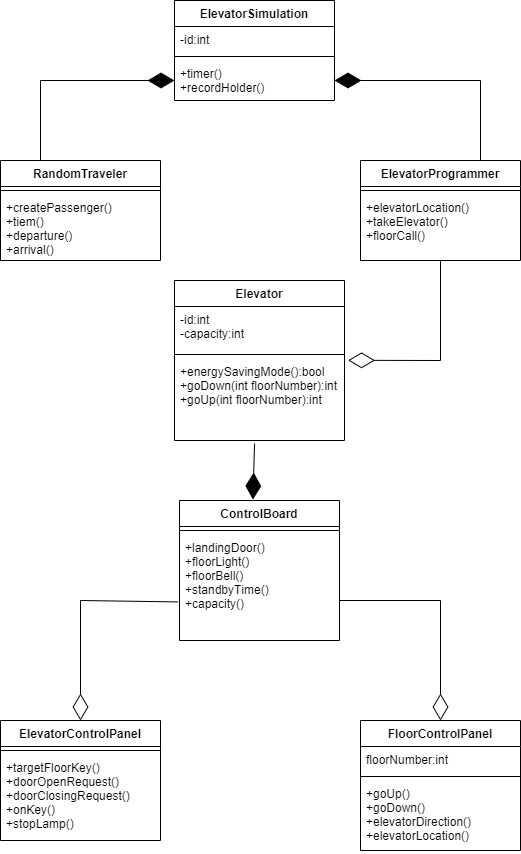 ElevatorSimulation
-id:int
+timer()
+recordHolder()
RandomTraveler
+createPassenger()
+tiem()
+departure()
+arrival()
ElevatorProgrammer
+elevatorLocation()
+takeElevator()
+floorCall()
Elevator
-id:int
-capacity:int
+energySavingMode():bool
+goDown(int floorNumber):int
+goUp(int floorNumber):int
ControlBoard
+landingDoor()
+floorLight()
+floorBell()
+standbyTime()
+capacity()
ElevatorControlPanel
+targetFloorKey()
+doorOpenRequest()
+doorClosingRequest()
+onKey()
+stopLamp()
FloorControlPanel
floorNumber:int
+goUp()
+goDown()
+elevatorDirection()
+elevatorLocation()